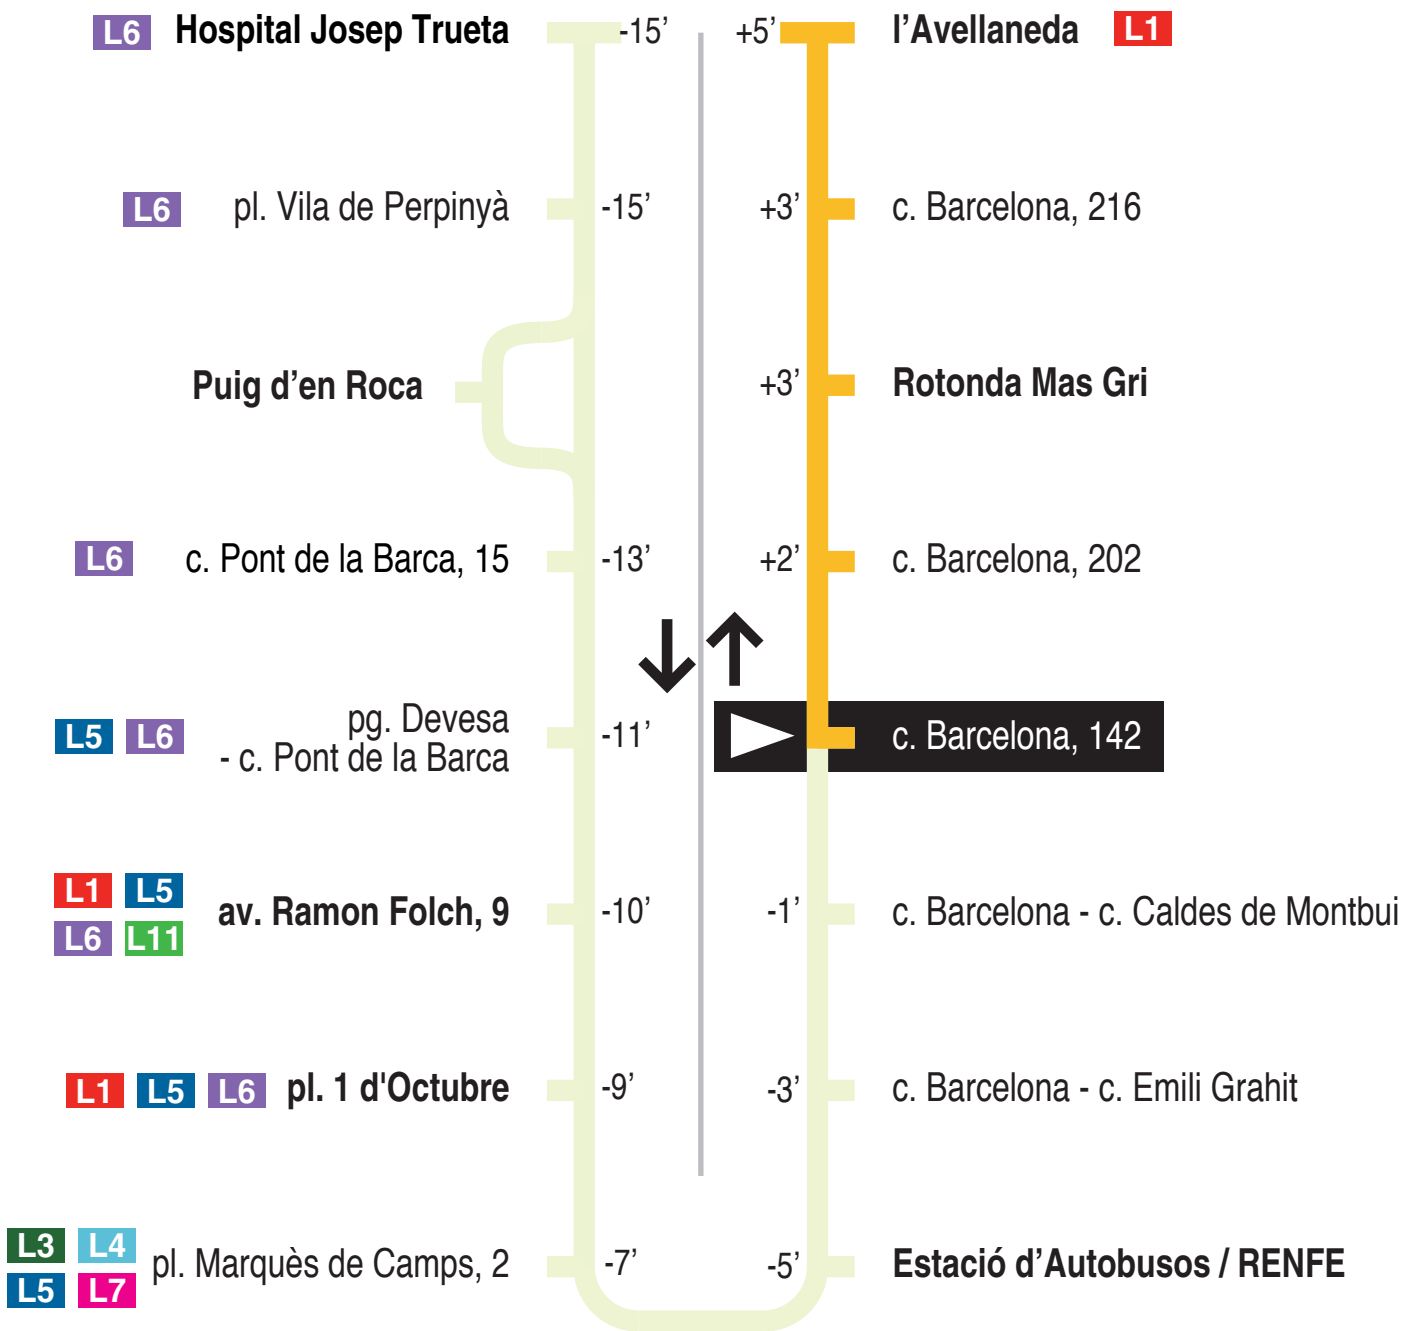 L6 Hospital Josep Trueta -15’
L6 pl. Vila de Perpinyà -15’
Puig d’en Roca
L6 c. Pont de la Barca, 15 -13’
L5 L6 pg. Devesa
- c. Pont de la Barca -11’
L1 L5
L6 L11 av. Ramon Folch, 9 -10’
L1 L5 L6 pl. 1 d'Octubre -9’
L3 L4
L5 L7 pl. Marquès de Camps, 2 -7’
+5’ l’Avellaneda L1
+3’ c. Barcelona, 216
+3’ Rotonda Mas Gri
+2’ c. Barcelona, 202
c. Barcelona, 142
-1’ c. Barcelona - c. Caldes de Montbui
-3’ c. Barcelona - c. Emili Grahit
-5’ Estació d’Autobusos / RENFE